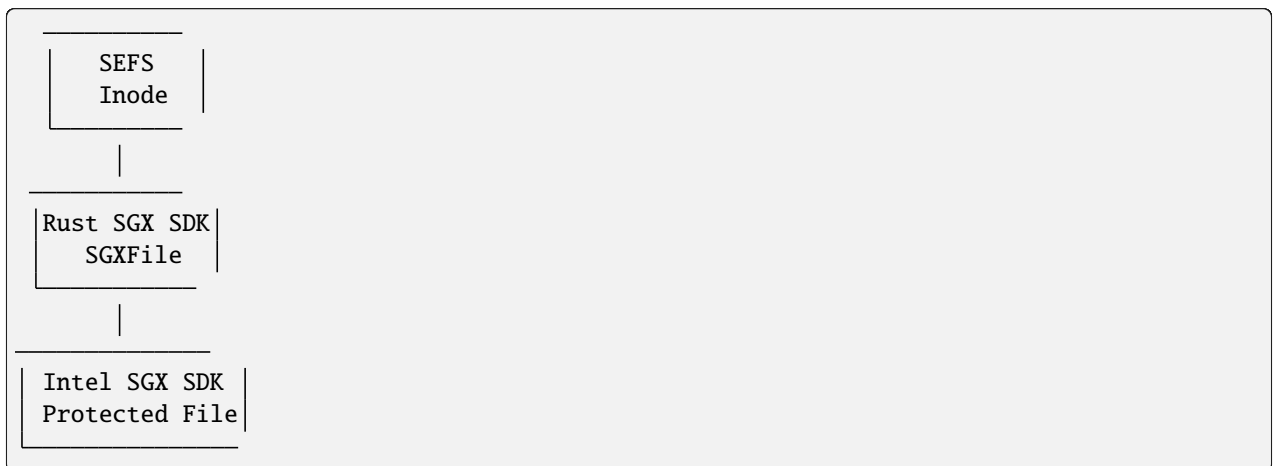 SEFS
Inode
Rust SGX SDK
SGXFile
Intel SGX SDK
Protected File